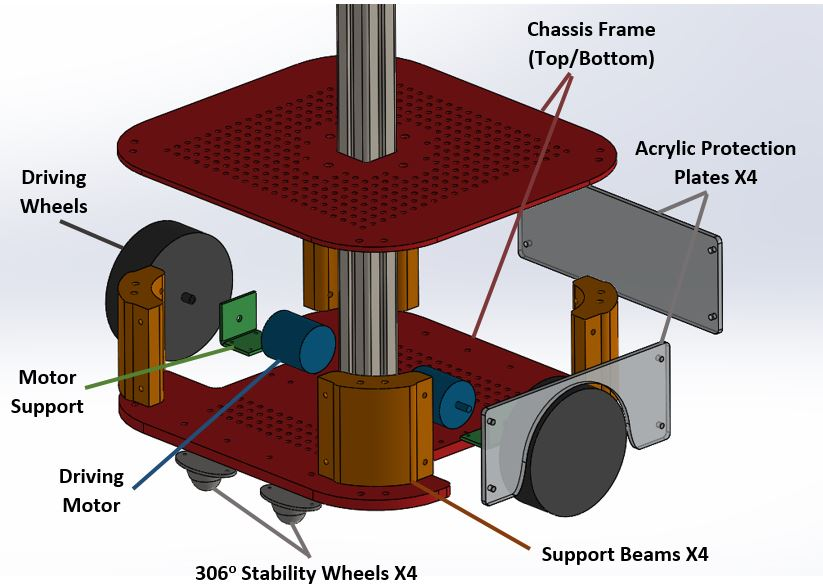 Chassis Frame
(Top/Bottom)
Acrylic Protection
Plates X4
Driving
Wheels
Motor
Support
Driving
Motor
306º Stability Wheels X4
Support Beams X4